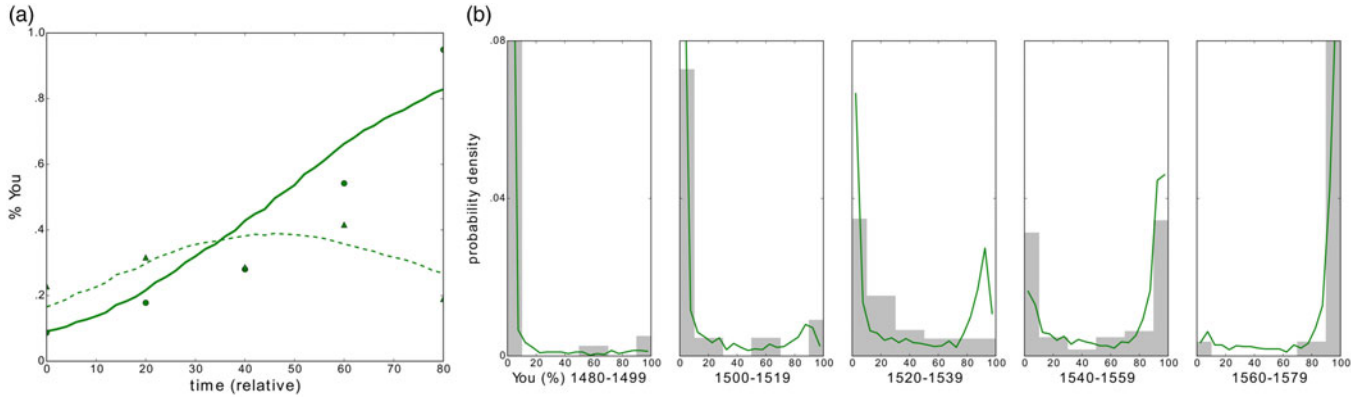 (a)
1.0
.8
.6
.4
.2
0
% You
0 10 20 30 40 50 60 70 80
time (relative)
(b)
.08
.04
0
probability density
0 20 40 60 80 100
You (%) 1480-1499
0 20 40 60 80 100
1500-1519
0 20 40 60 80 100
1520-1539
0 20 40 60 80 100
1540-1559
0 20 40 60 80 100
1560-1579